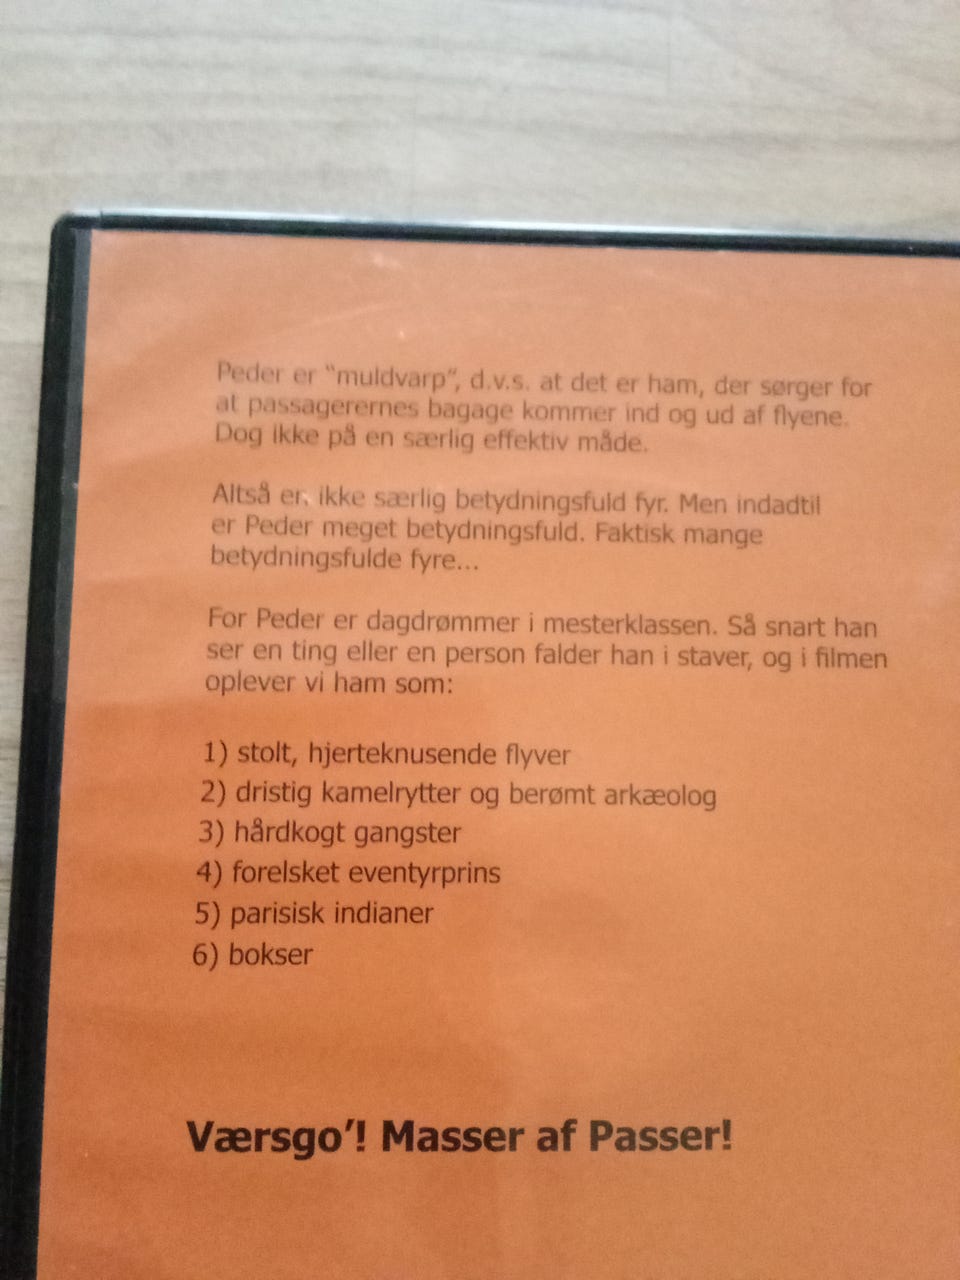 Peder er "muldvarp", d.v.s. at det er ham, der sørger for
at passagerernes bagage kommer ind og ud af flyene.
Dog ikke på en særlig effektiv måde.
Altså en ikke særlig betydningsfuld fyr. Men indadtil
er Peder meget betydningsfuld. Faktisk mange
betydningsfulde fyre...
For Peder er dagdrømmer i mesterklassen. Så snart han
ser en ting eller en person falder han i staver, og i filmen
oplever vi ham som:
1) stolt, hjerteknusende flyver
2) dristig kamelrytter og berømt arkæolog
3) hårdkogt gangster
4) forelsket eventyrprins
5) parisisk indianer
6) bokser
Værsgo'! Masser af Passer!